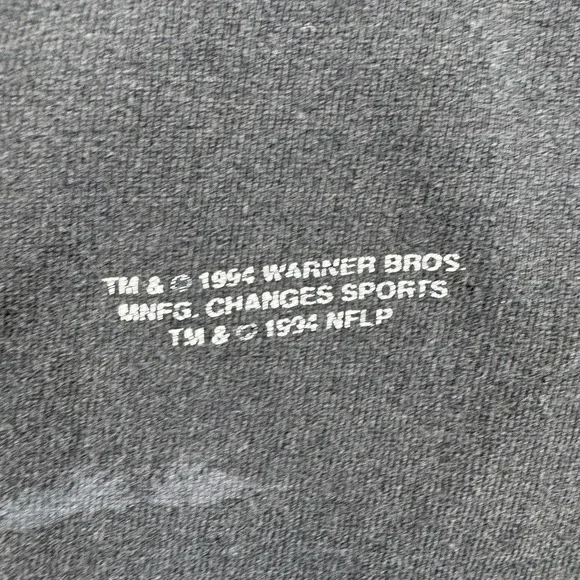 TM & © 1994 WARNER BROS.
MNFG. CHANGES SPORTS
TM & © 1994 NFLP